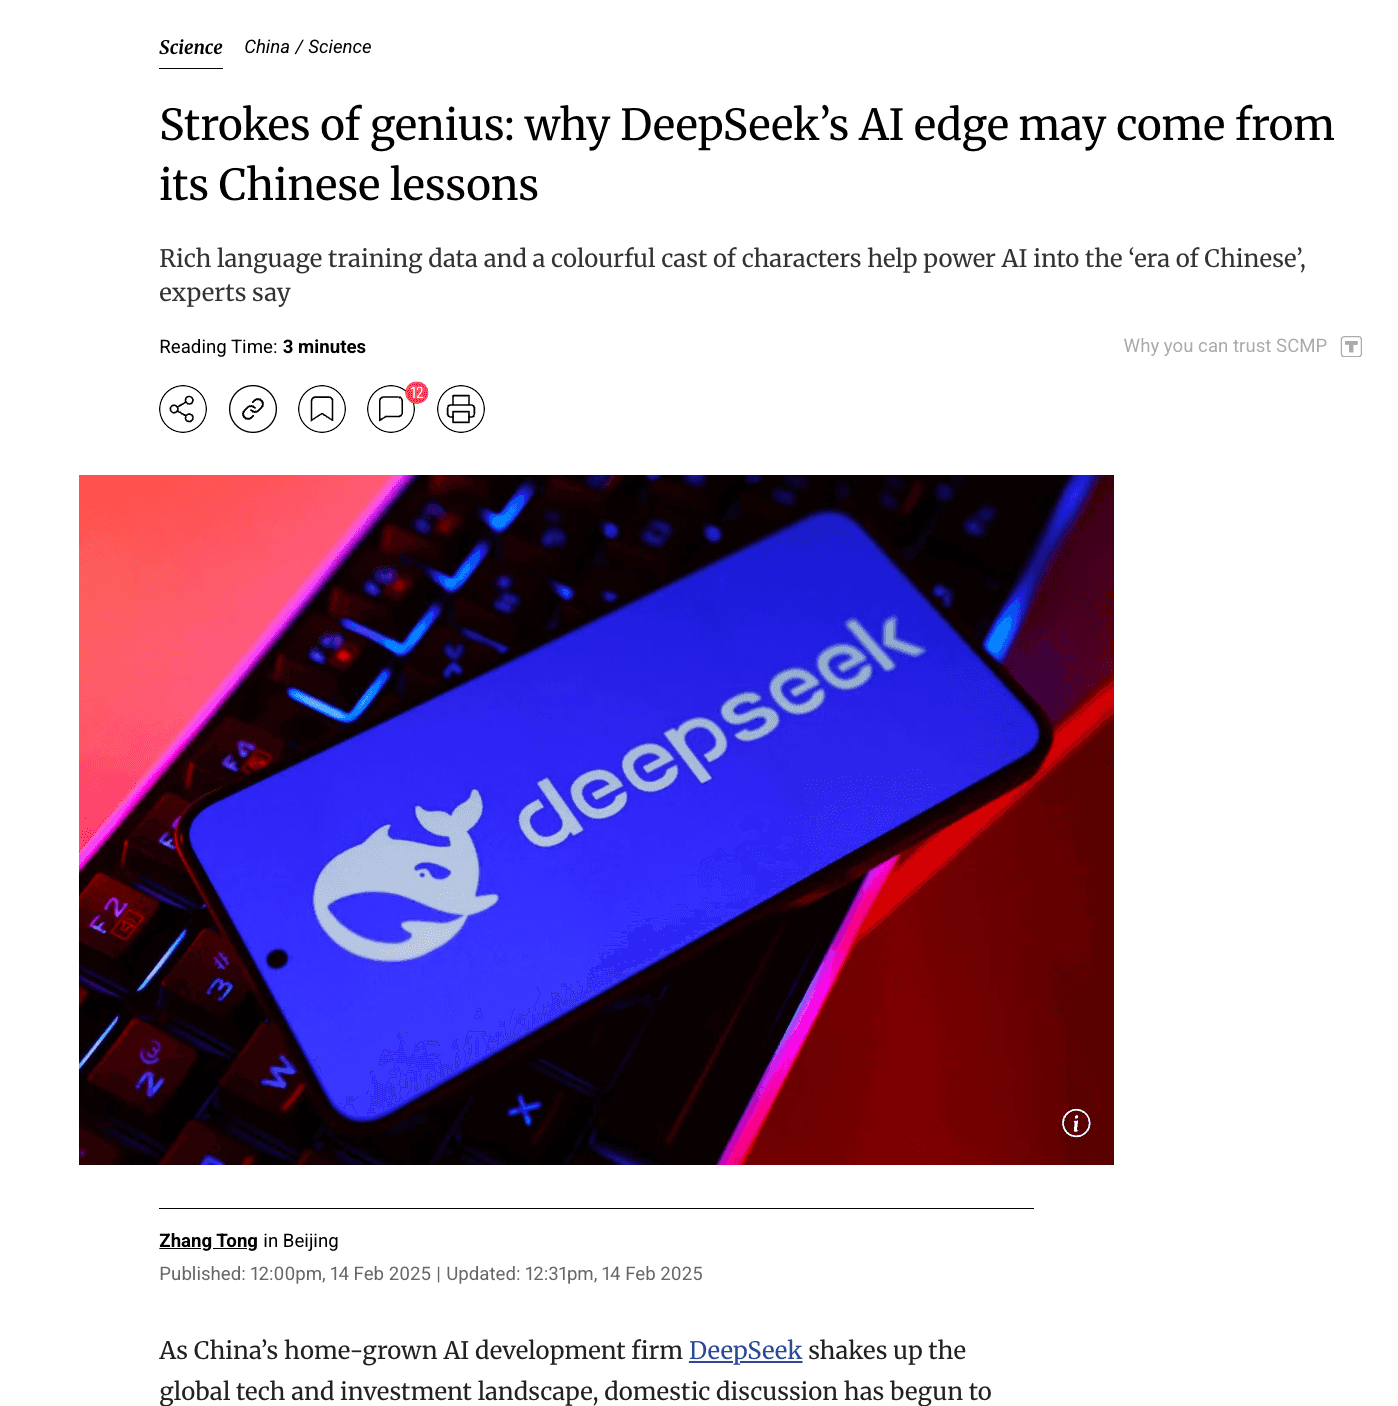 Science China / Science
Strokes of genius: why DeepSeek’s AI edge may come from
its Chinese lessons
Rich language training data and a colourful cast of characters help power AI into the ‘era of Chinese’,
experts say
Reading Time: 3 minutes
Why you can trust SCMP T
12
deepseek
F4
F2
3
2
W
X
i
Zhang Tong in Beijing
Published: 12:00pm, 14 Feb 2025 | Updated: 12:31pm, 14 Feb 2025
As China’s home-grown AI development firm DeepSeek shakes up the
global tech and investment landscape, domestic discussion has begun to